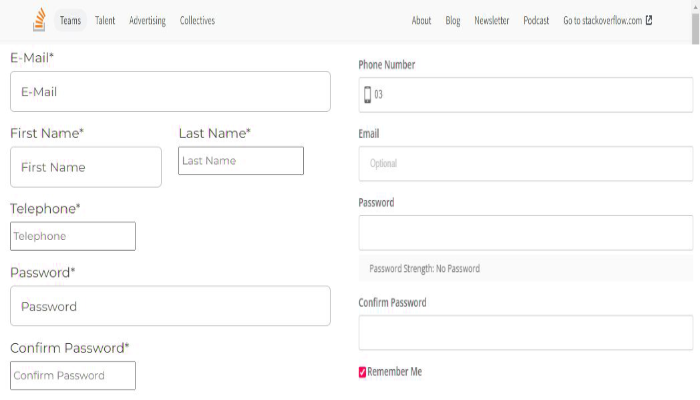 Teams Talent Advertising Collectives About Blog Newsletter Podcast Go to stackoverflow.com
E-Mail*
E-Mail
First Name* Last Name*
First Name Last Name
Telephone*
Telephone
Password*
Password
Confirm Password*
Confirm Password
Phone Number
03
Email
Optional
Password
Password Strength: No Password
Confirm Password
Remember Me